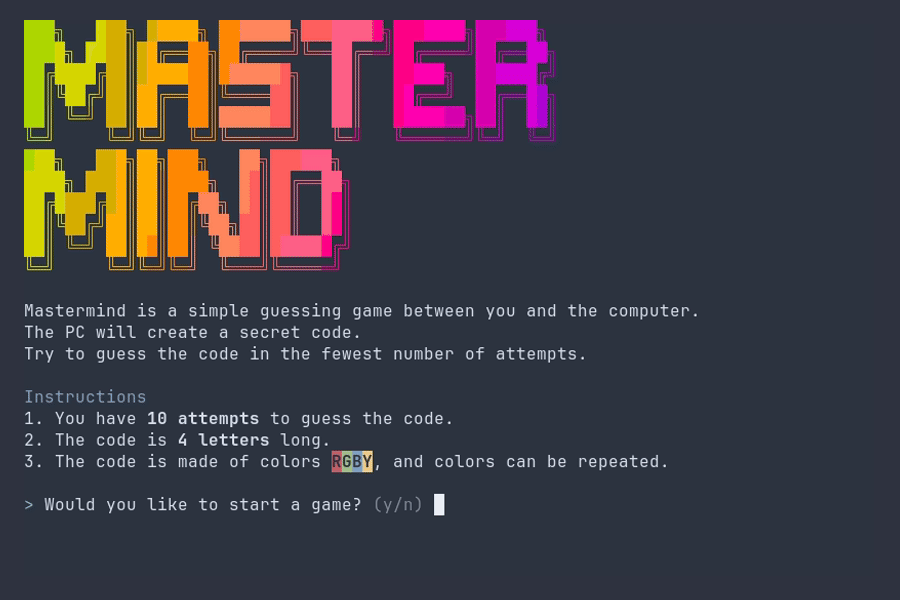 MASTER
MIND
Mastermind is a simple guessing game between you and the computer.
The PC will create a secret code.
Try to guess the code in the fewest number of attempts.
Instructions
1. You have 10 attempts to guess the code.
2. The code is 4 letters long.
3. The code is made of colors RGBY, and colors can be repeated.
> Would you like to start a game? (y/n)